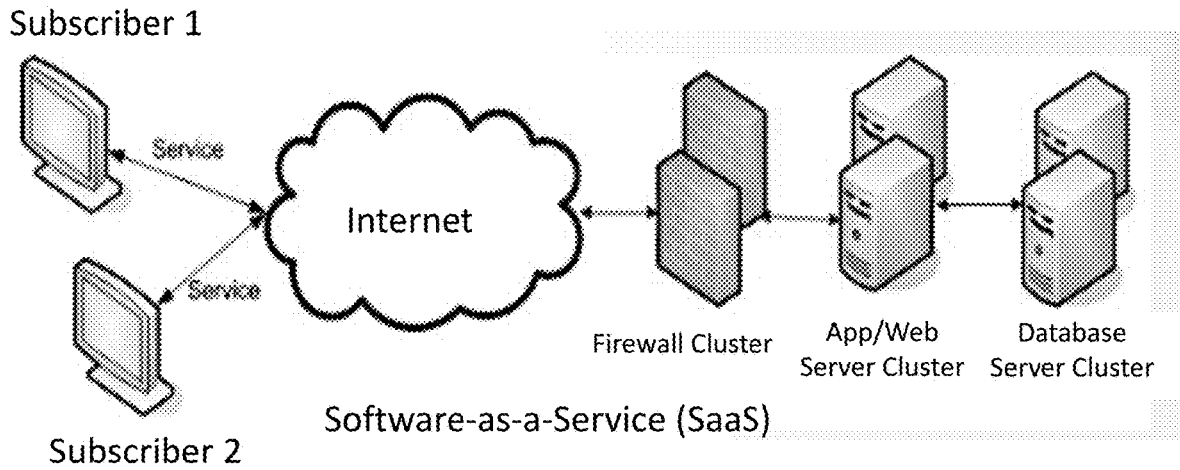 Subscriber 1
Service
Internet
Service
Firewall Cluster
App/Web
Server Cluster
Database
Server Cluster
Software-as-a-Service (SaaS)
Subscriber 2